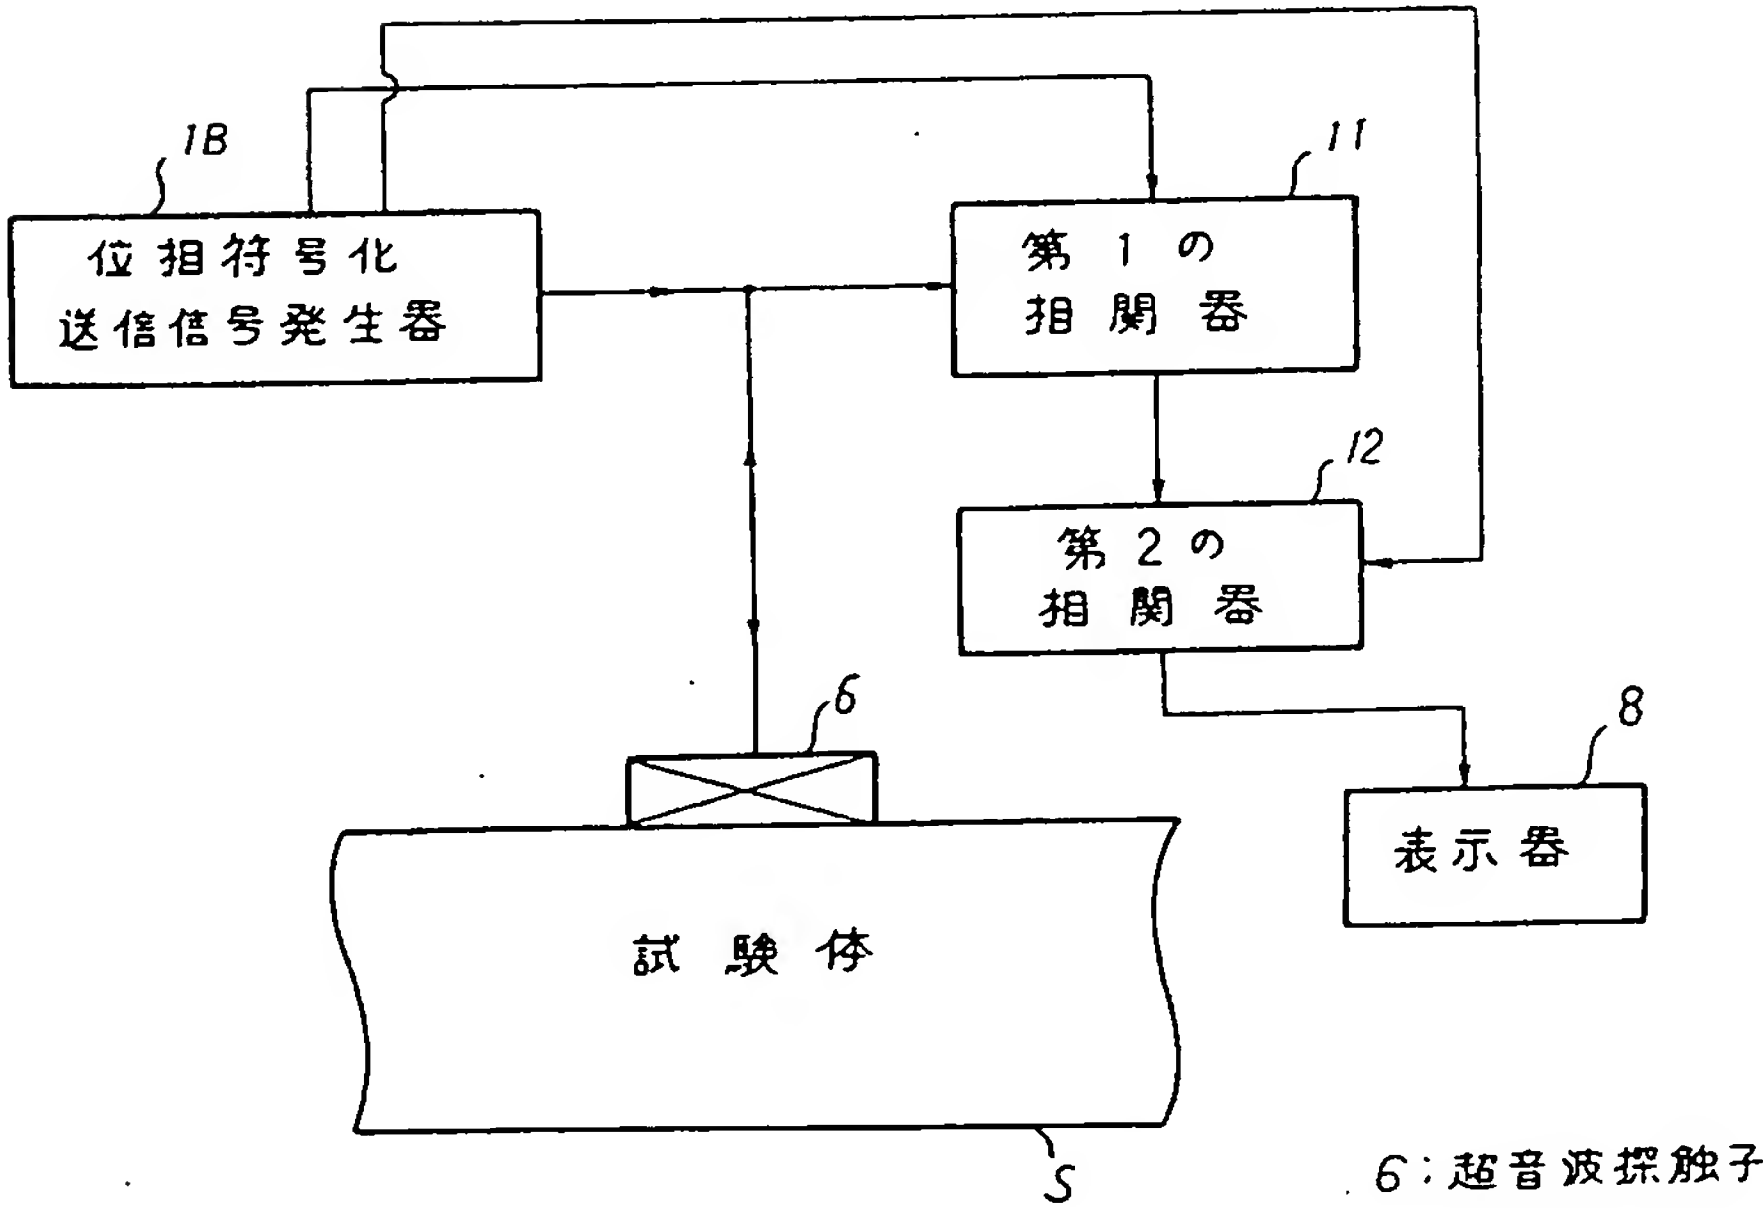 1B
位相符号化
送信信号発生器
11
第1の
相関器
12
第2の
相関器
6
8
表示器
試験体
S
6:超音波探触子